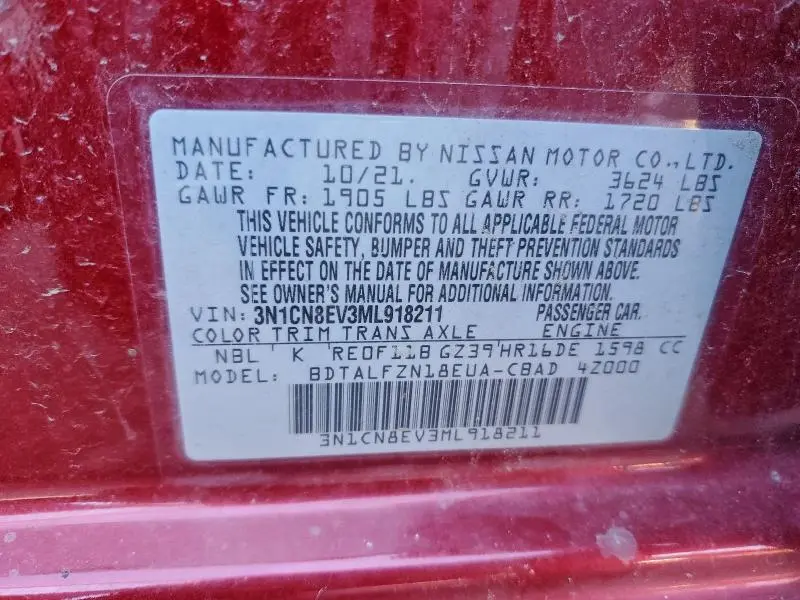 MANUFACTURED BY NISSAN MOTOR CO., LTD.
DATE: 10/21. GVWR: 3624 LBS
GAWR FR: 1905 LBS GAWR RR: 1720 LBS
THIS VEHICLE CONFORMS TO ALL APPLICABLE FEDERAL MOTOR
VEHICLE SAFETY, BUMPER AND THEFT PREVENTION STANDARDS
IN EFFECT ON THE DATE OF MANUFACTURE SHOWN ABOVE.
SEE OWNER'S MANUAL FOR ADDITIONAL INFORMATION.
VIN: 3N1CN8EV3ML918211 PASSENGER CAR.
COLOR TRIM TRANS AXLE ENGINE
NBL K RE0F11B GZ39 HR16DE 1598 CC
MODEL: BDTALFZN18EUA-CBAD 4Z000
3N1CN8EV3ML918211